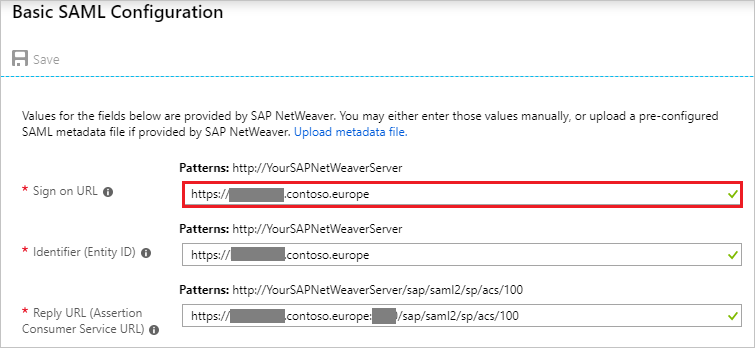 Basic SAML Configuration
Save
Values for the fields below are provided by SAP NetWeaver. You may either enter those values manually, or upload a pre-configured
SAML metadata file if provided by SAP NetWeaver. Upload metadata file.
Patterns: http://YourSAPNetWeaverServer
* Sign on URL
https:// .contoso.europe
Patterns: http://YourSAPNetWeaverServer
* Identifier (Entity ID)
https:// .contoso.europe
Patterns: http://YourSAPNetWeaverServer/sap/saml2/sp/acs/100
* Reply URL (Assertion
Consumer Service URL)
https:// .contoso.europe: /sap/saml2/sp/acs/100